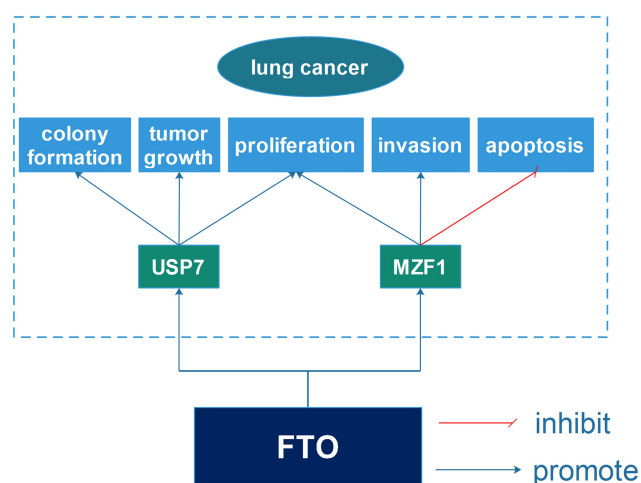 lung cancer
colony
formation
tumor
growth
proliferation
invasion
apoptosis
USP7
MZF1
FTO
inhibit
promote